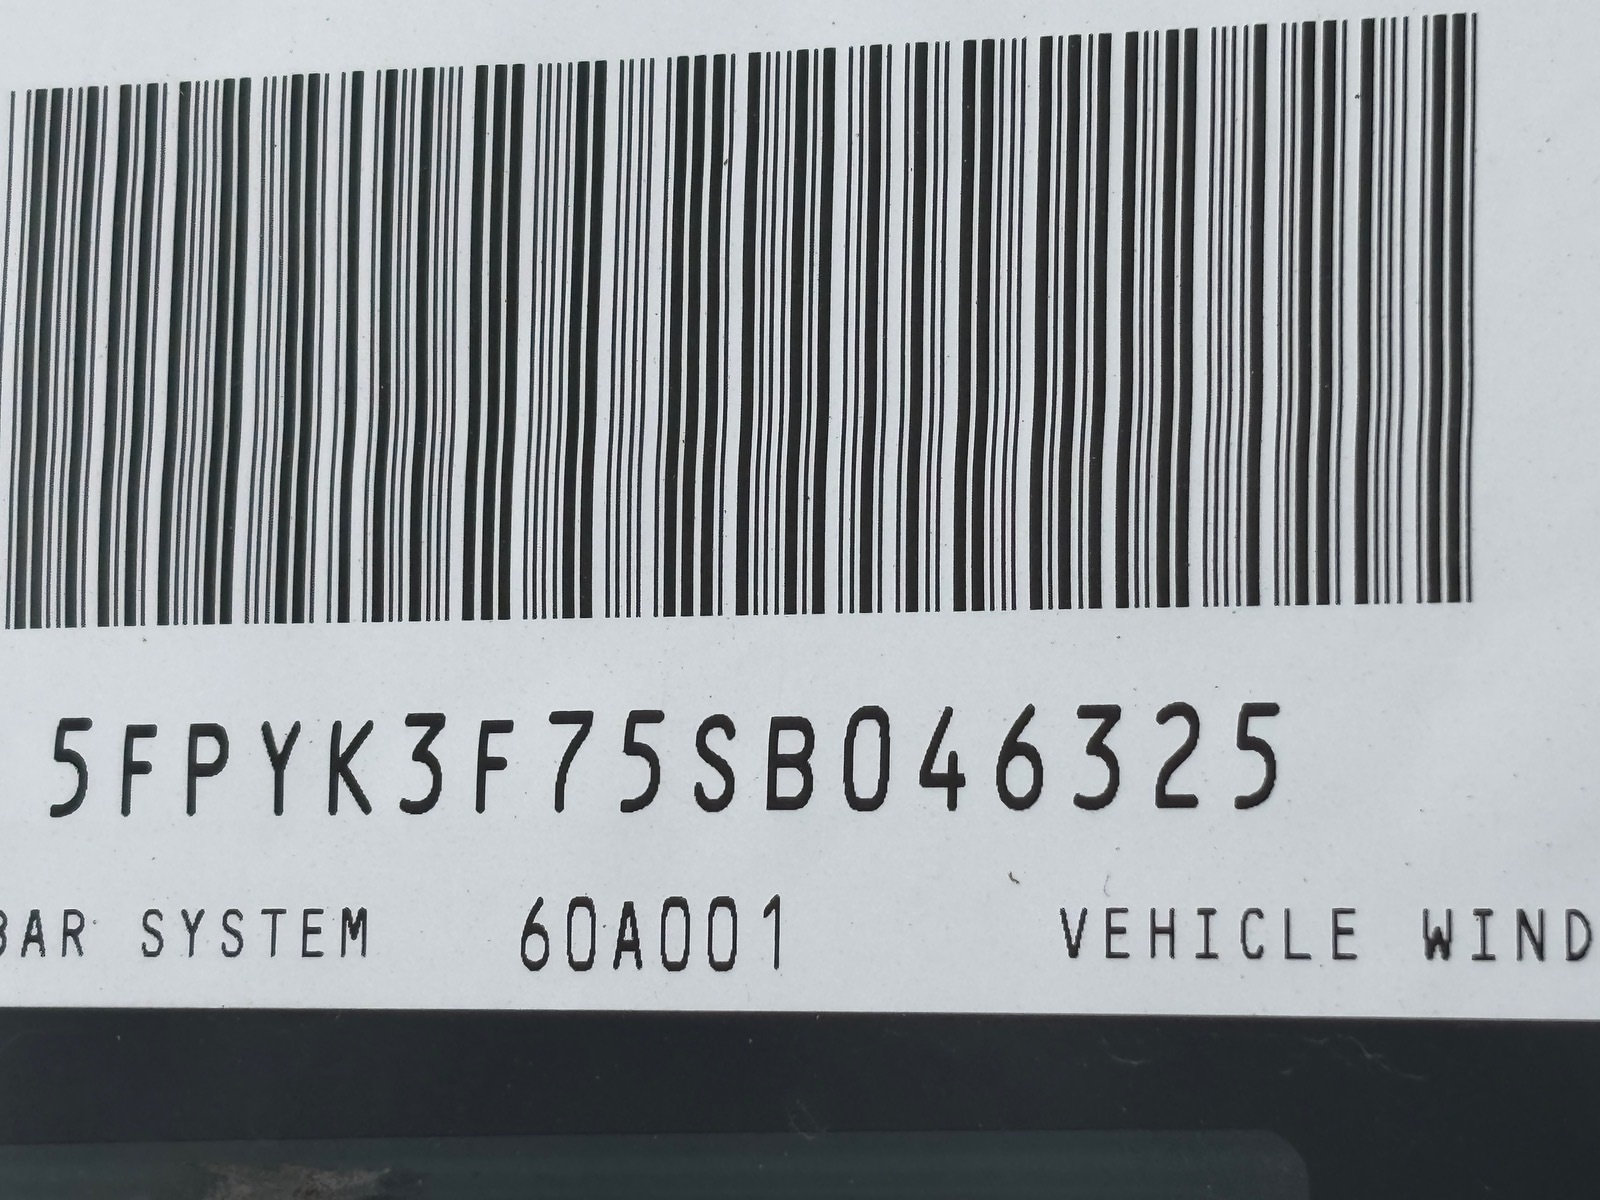 5FPYK3F75SB046325
BAR SYSTEM 60A001 VEHICLE WIND